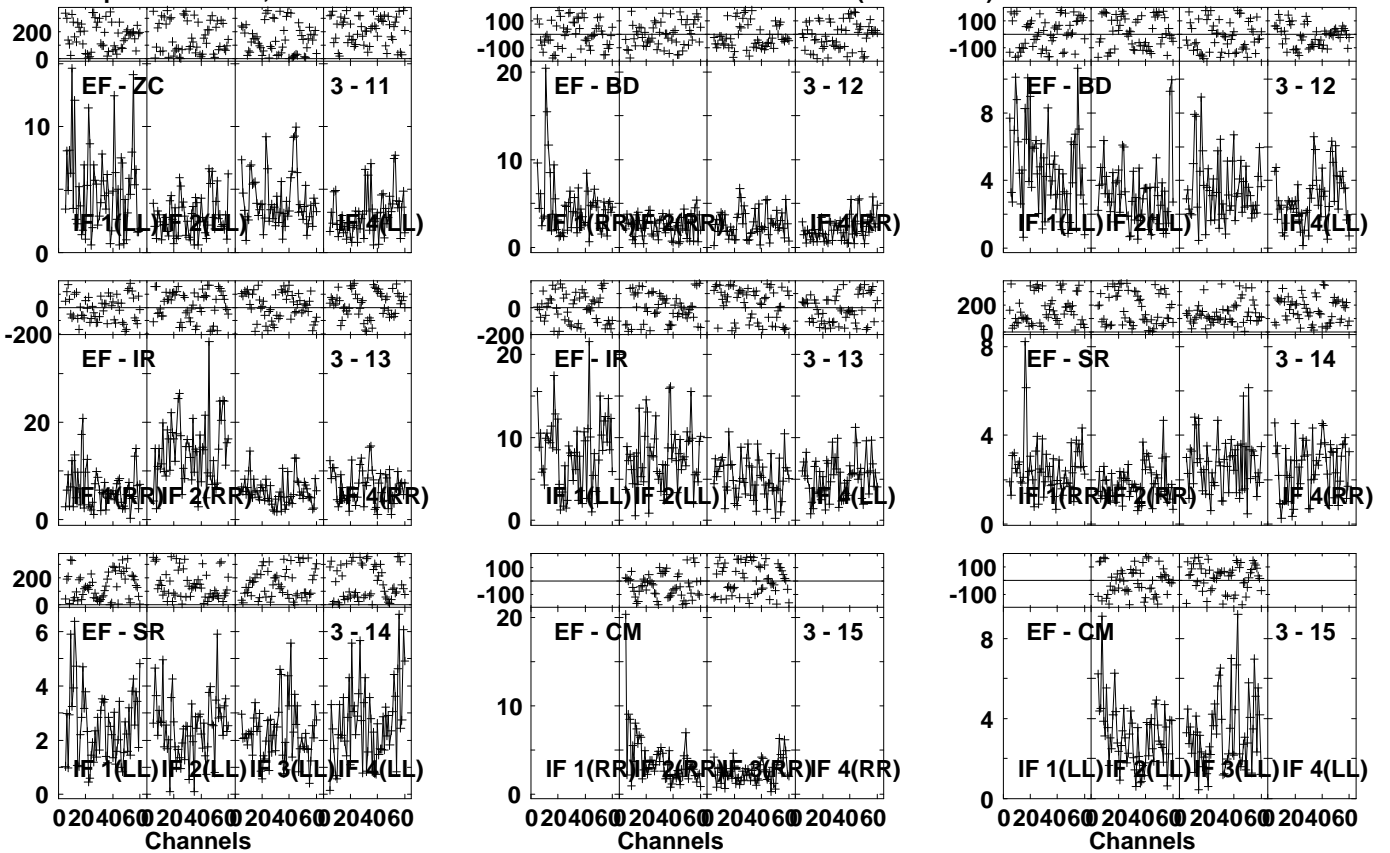 200
0
EF - ZC 3 - 11
10
0
IF 1(LL) IF 2(LL) IF 4(LL)
100
-100
20
EF - BD 3 - 12
10
0
IF 1(RR) IF 2(RR) IF 4(RR)
100
-100
EF - BD 3 - 12
8
4
0
IF 1(LL) IF 2(LL) IF 4(LL)
0
-200
EF - IR 3 - 13
20
0
IF 1(RR) IF 2(RR) IF 4(RR)
0
-200
20
EF - IR 3 - 13
10
0
IF 1(LL) IF 2(LL) IF 4(LL)
200
0
8
EF - SR 3 - 14
4
0
IF 1(RR) IF 2(RR) IF 4(RR)
200
0
6
EF - SR 3 - 14
4
2
0
IF 1(LL) IF 2(LL) IF 3(LL) IF 4(LL)
0 20 40 60 0 20 40 60 0 20 40 60 0 20 40 60
Channels
100
-100
20
EF - CM 3 - 15
10
0
IF 1(RR) IF 2(RR) IF 3(RR) IF 4(RR)
0 20 40 60 0 20 40 60 0 20 40 60 0 20 40 60
Channels
100
-100
8
EF - CM 3 - 15
4
0
IF 1(LL) IF 2(LL) IF 3(LL) IF 4(LL)
0 20 40 60 0 20 40 60 0 20 40 60 0 20 40 60
Channels